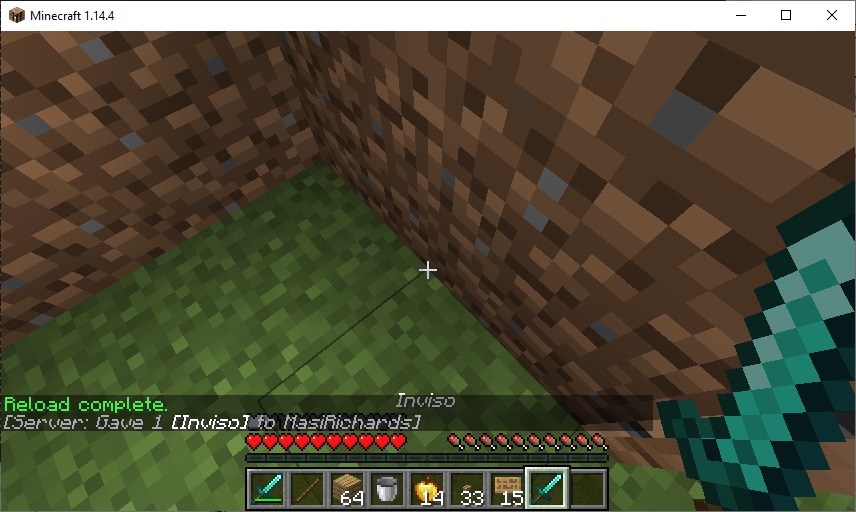 Minecraft 1.14.4
Inviso
Reload complete.
[Server: Gave 1 [Inviso] to MasiRichards]
64
14
33
15